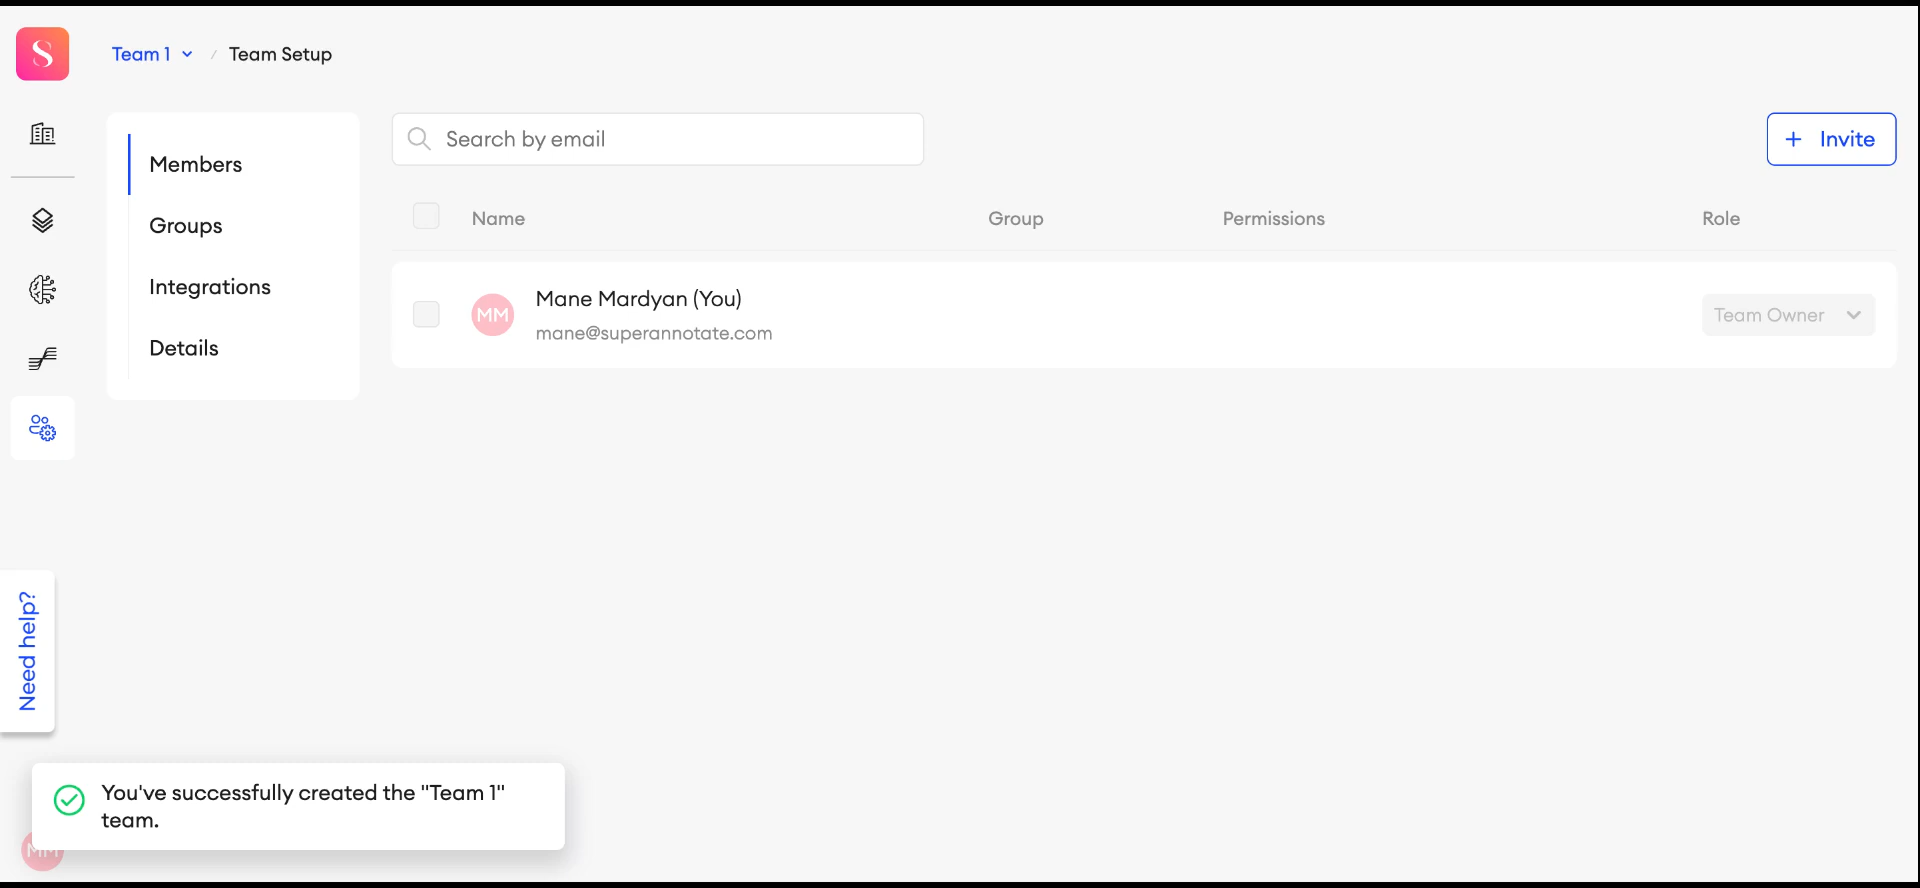 Team 1 / Team Setup
Members
Groups
Integrations
Details
Search by email
+ Invite
Name Group Permissions Role
MM
Mane Mardyan (You)
mane@superannotate.com
Team Owner
Need help?
You've successfully created the "Team 1"
team.
MM